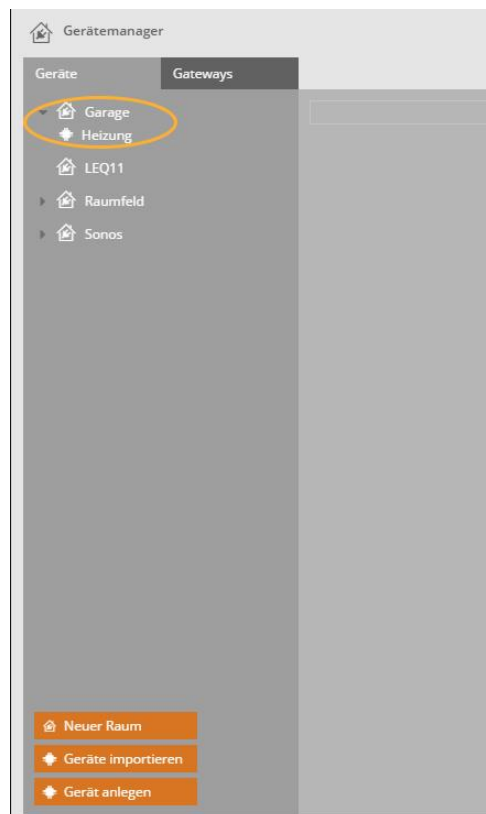 Gerätemanager
Geräte Gateways
Garage
Heizung
LEQ11
Raumfeld
Sonos
Neuer Raum
Geräte importieren
Gerät anlegen